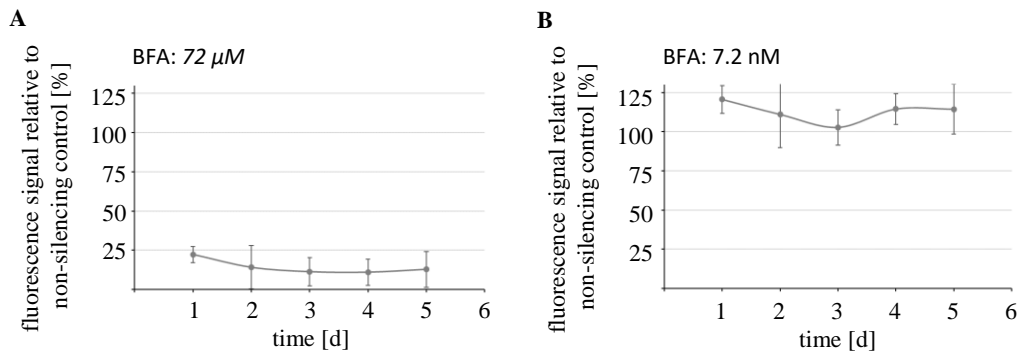 A
BFA: 72 µM
fluorescence signal relative to
non-silencing control [%]
125
100
75
50
25
1 2 3 4 5 6
time [d]
B
BFA: 7.2 nM
fluorescence signal relative to
non-silencing control [%]
125
100
75
50
25
1 2 3 4 5 6
time [d]